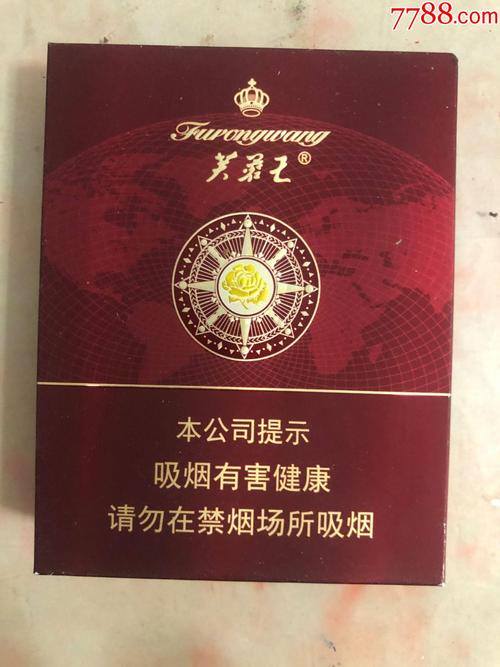 7788.com
Furongwang
芙蓉王®
本公司提示
吸烟有害健康
请勿在禁烟场所吸烟